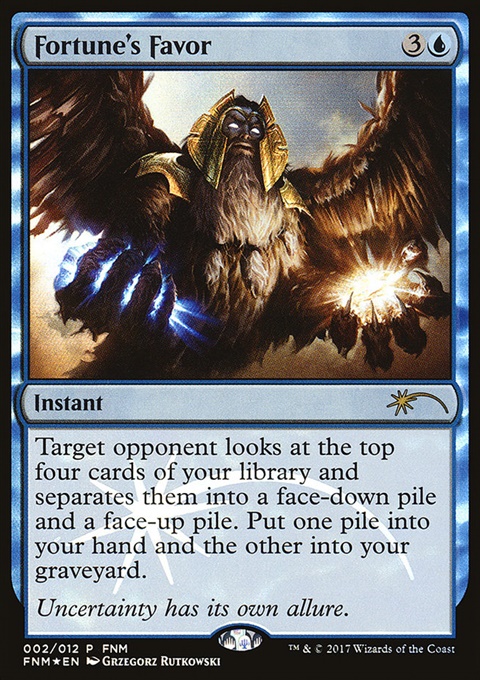 Fortune's Favor 3
Instant
Target opponent looks at the top
four cards of your library and
separates them into a face-down pile
and a face-up pile. Put one pile into
your hand and the other into your
graveyard.
Uncertainty has its own allure.
002/012 P FNM
FNM★EN Grzegorz Rutkowski
™ & © 2017 Wizards of the Coast